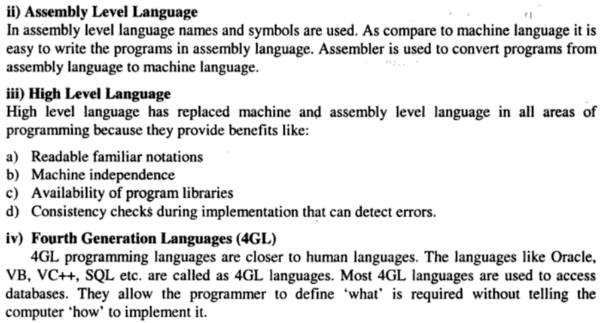 ii) Assembly Level Language
In assembly level language names and symbols are used. As compare to machine language it is
easy to write the programs in assembly language. Assembler is used to convert programs from
assembly language to machine language.
iii) High Level Language
High level language has replaced machine and assembly level language in all areas of
programming because they provide benefits like:
a) Readable familiar notations
b) Machine independence
c) Availability of program libraries
d) Consistency checks during implementation that can detect errors.
iv) Fourth Generation Languages (4GL)
4GL programming languages are closer to human languages. The languages like Oracle,
VB, VC++, SQL etc. are called as 4GL languages. Most 4GL languages are used to access
databases. They allow the programmer to define 'what' is required without telling the
computer 'how' to implement it.